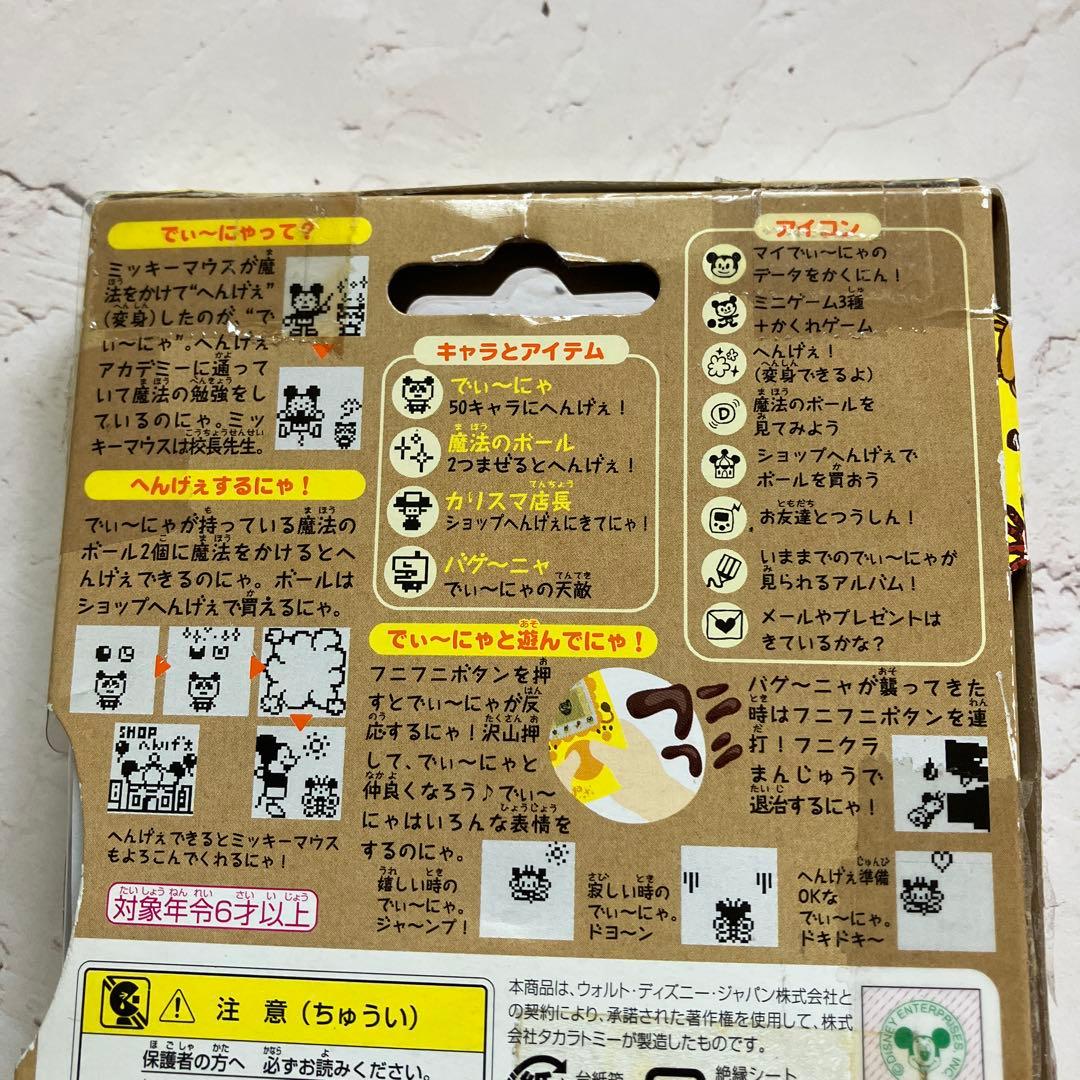 でぃ〜にゃって?
ミッキーマウスが魔
法をかけて“へんげぇ”
(変身)したのが、“で
ぃ〜にゃ”。へんげぇ
アカデミーに通って
いて魔法の勉強をし
ているのにゃ。ミッ
キーマウスは校長先生。
へんげぇするにゃ!
でぃ〜にゃが持っている魔法の
ボール2個に魔法をかけるとへ
んげぇできるのにゃ。ボールは
ショップへんげぇで買えるにゃ。
SHOP
へんげぇ
へんげぇできるとミッキーマウス
もよろこんでくれるにゃ!
対象年令6才以上
キャラとアイテム
でぃ〜にゃ
50キャラにへんげぇ!
魔法のボール
2つまぜるとへんげぇ!
カリスマ店長
ショップへんげぇにきてにゃ!
バグ〜ニャ
でぃ〜にゃの天敵
アイコン
マイでぃ〜にゃの
データをかくにん!
ミニゲーム3種
+かくれゲーム
へんげぇ!
(変身できるよ)
D
魔法のボールを
見てみよう
ショップへんげぇで
ボールを買おう
お友達とつうしん!
いままでのでぃ〜にゃが
見られるアルバム!
メールやプレゼントは
きているかな?
でぃ〜にゃと遊んでにゃ!
フニフニボタンを押
すとでぃ〜にゃが反
応するにゃ!沢山押
して、でぃ〜にゃと
仲良くなろう♪でぃ〜
にゃはいろんな表情を
するのにゃ。
フニ
フニ
バグ〜ニャが襲ってきた
時はフニフニボタンを連
打!フニクラ
まんじゅうで
退治するにゃ!
嬉しい時の
でぃ〜にゃ。
ジャ〜ンプ!
寂しい時の
でぃ〜にゃ。
ドヨ〜ン
へんげぇ準備
OKな
でぃ〜にゃ。
ドキドキ〜
注意(ちゅうい)
保護者の方へ 必ずお読みください。
本商品は、ウォルト・ディズニー・ジャパン株式会社と
の契約により、承諾された著作権を使用して、株式
会社タカラトミーが製造したものです。
紙
台紙箱
絶縁シート
©DISNEY ENTERPRISES INC